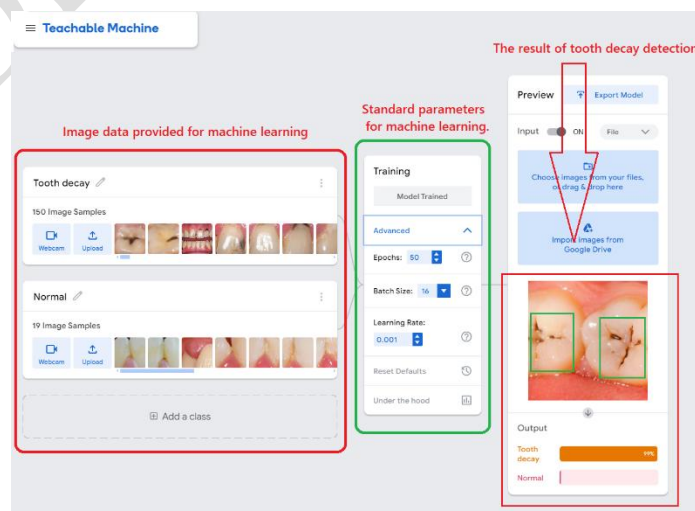 Teachable Machine
The result of tooth decay detection
Image data provided for machine learning
Standard parameters
for machine learning.
Tooth decay
150 Image Samples
Webcam
Upload
Normal
19 Image Samples
Webcam
Upload
Add a class
Training
Model Trained
Advanced
Epochs: 50
Batch Size: 16
Learning Rate:
0.001
Reset Defaults
Under the hood
Preview
Export Model
Input ON File
Choose images from your files,
or drag & drop here
Import images from
Google Drive
Output
Tooth
decay 99%
Normal